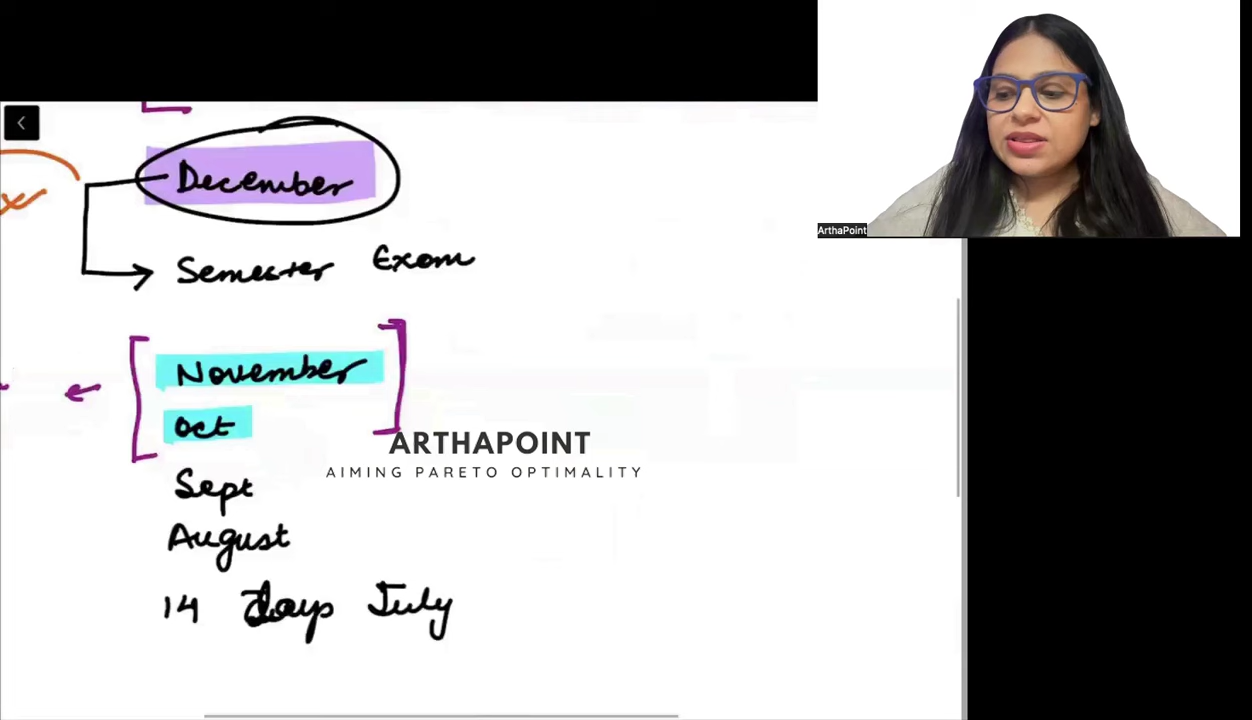 ArthaPoint
December
Semester Exam
November
Oct
ARTHAPOINT
AIMING PARETO OPTIMALITY
Sept
August
14 days July